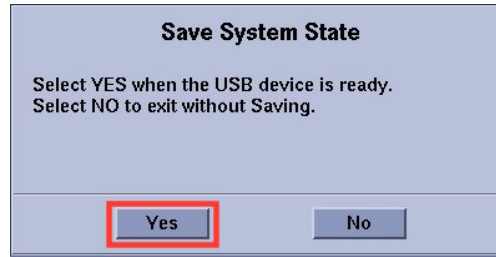 Save System State
Select YES when the USB device is ready.
Select NO to exit without Saving.
Yes
No